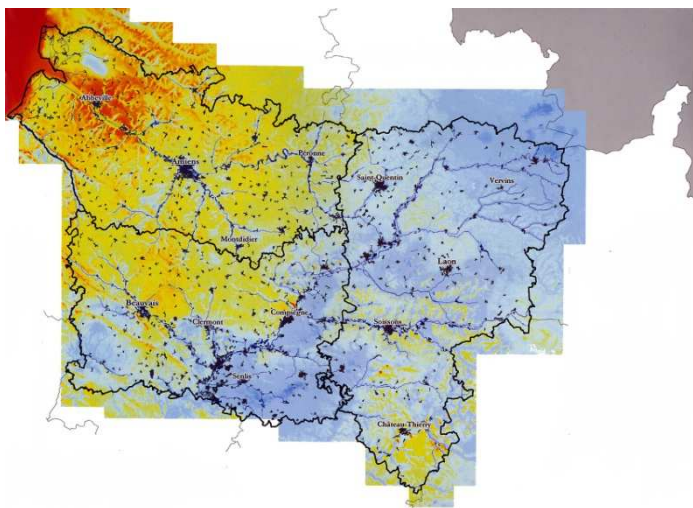 Abbeville
Amiens
Péronne
Saint-Quentin
Vervins
Montdidier
Laon
Beauvais
Clermont
Compiègne
Soissons
Senlis
Château-Thierry